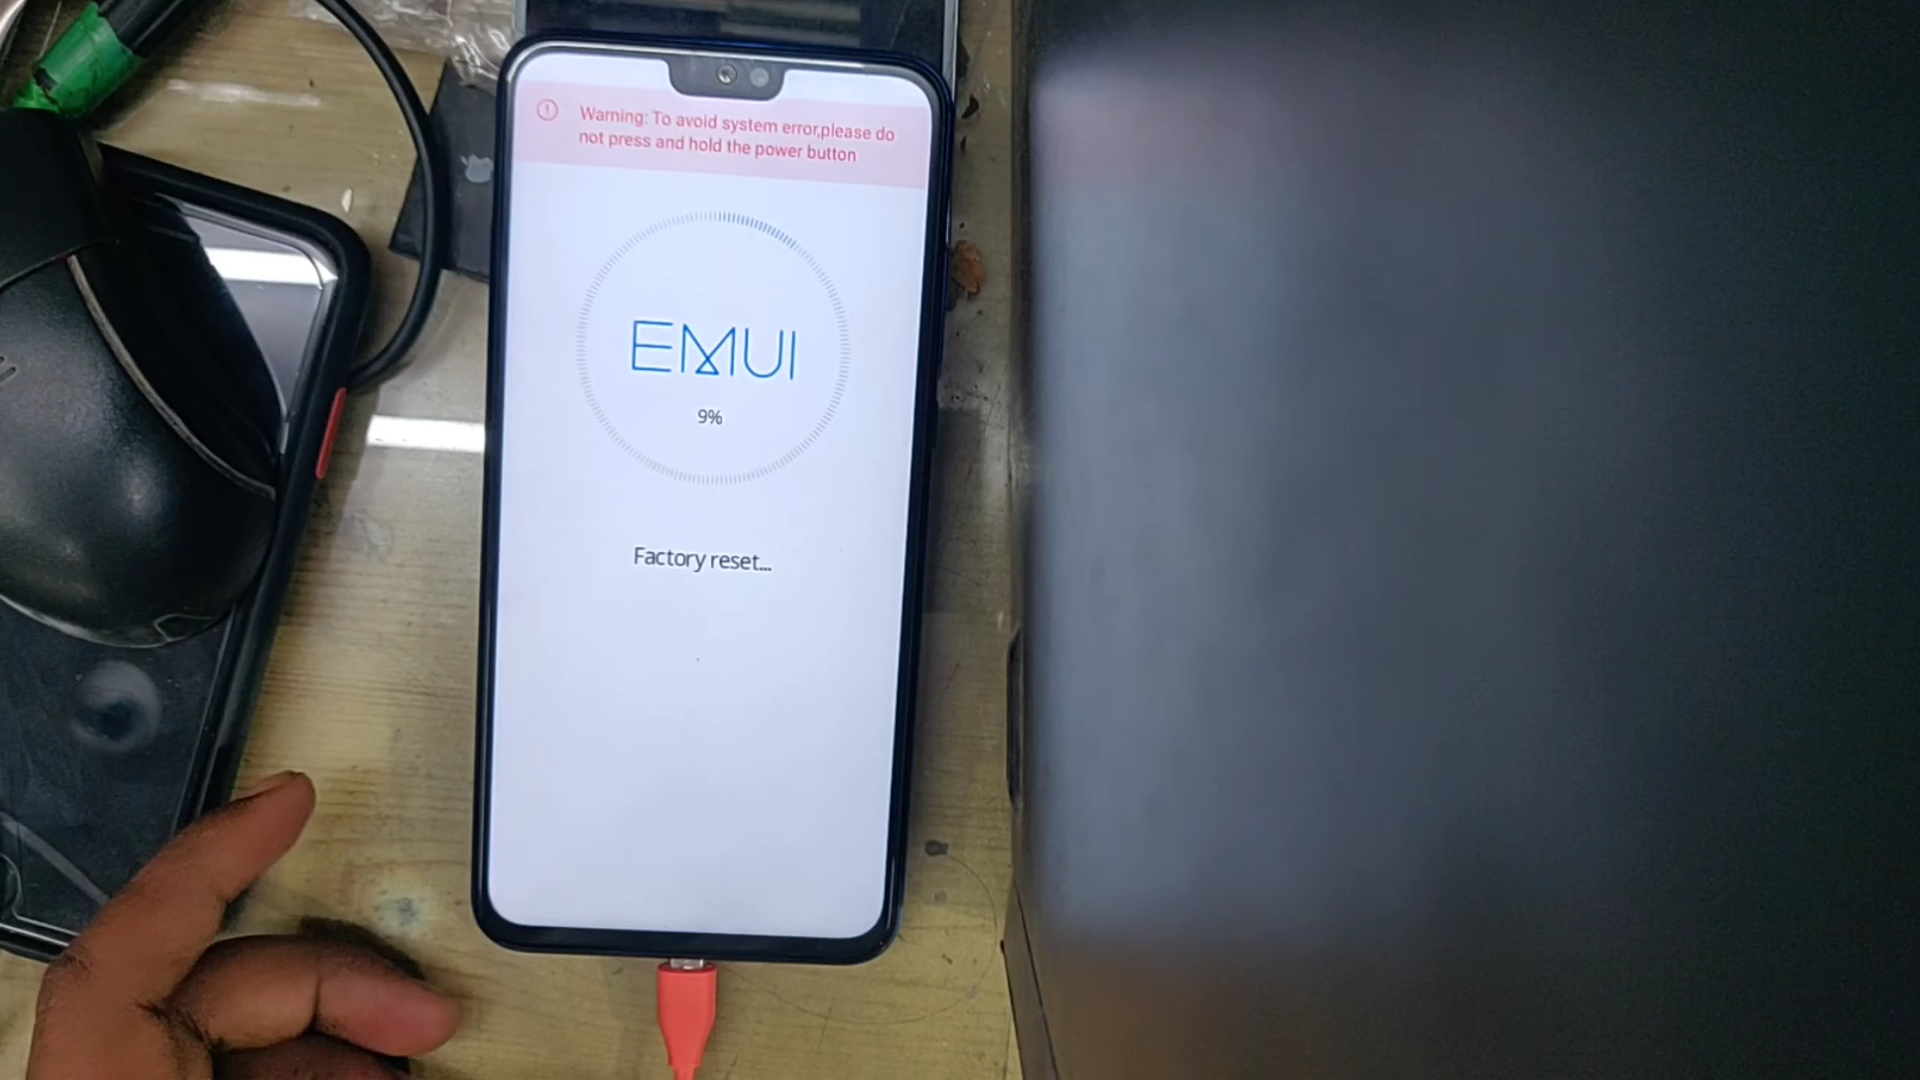 Warning: To avoid system error,please do
not press and hold the power button
EMUI
9%
Factory reset...